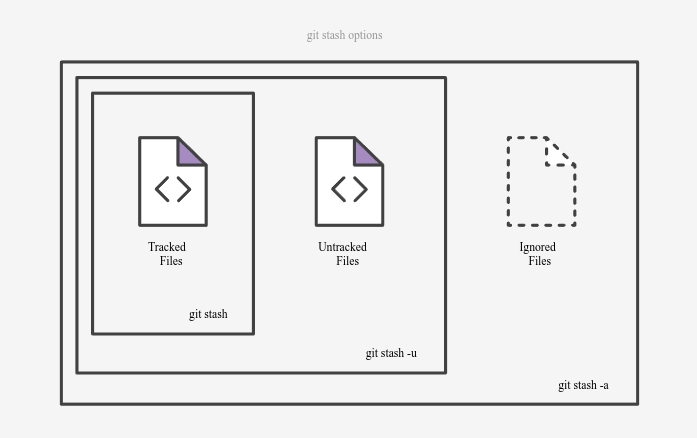 git stash options
Tracked
Files
Untracked
Files
Ignored
Files
git stash
git stash -u
git stash -a